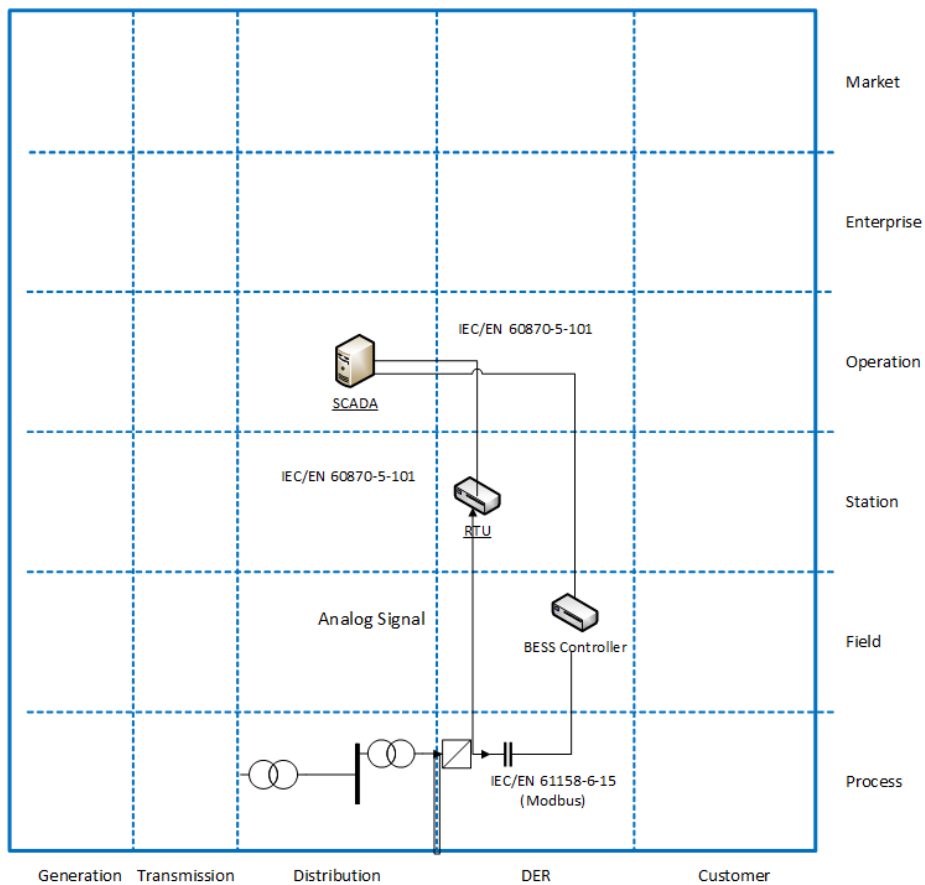 Market
Enterprise
IEC/EN 60870-5-101
Operation
SCADA
IEC/EN 60870-5-101
Station
RTU
Analog Signal
BESS Controller
Field
IEC/EN 61158-6-15
(Modbus)
Process
Generation
Transmission
Distribution
DER
Customer